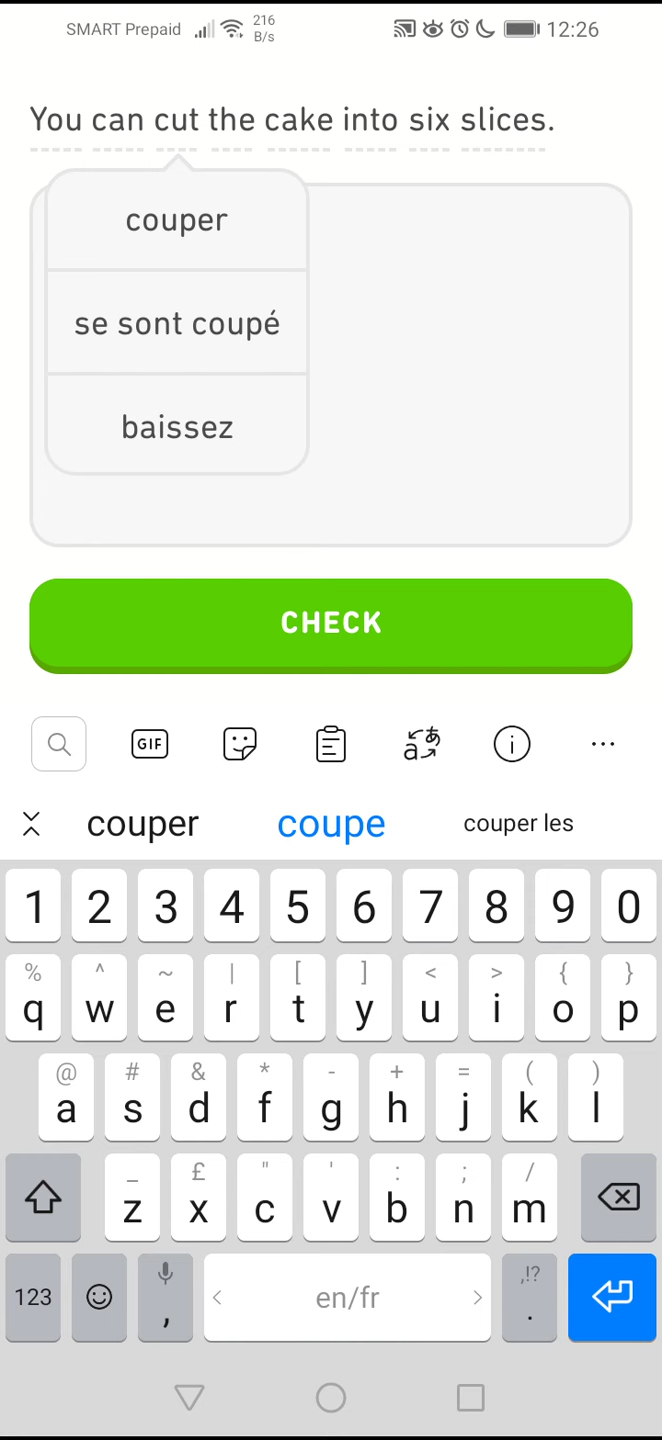 SMART Prepaid 216 B/s 12:26
You can cut the cake into six slices.
couper
se sont coupé
baissez
CHECK
GIF
couper coupe couper les
1 2 3 4 5 6 7 8 9 0
% ^ ~ | [ ] < > { }
q w e r t y u i o p
@ # & * - + = ( )
a s d f g h j k l
_ £ " ' : ; /
z x c v b n m
123 , < en/fr > ,!? .